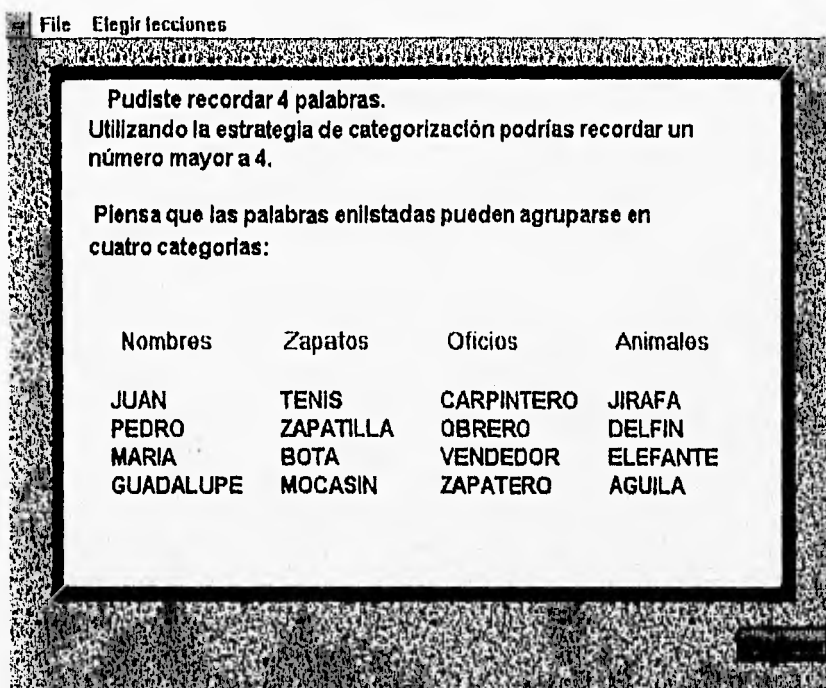 File Elegir lecciones
Pudiste recordar 4 palabras.
Utilizando la estrategia de categorización podrías recordar un
número mayor a 4.
Piensa que las palabras enlistadas pueden agruparse en
cuatro categorias:
Nombres Zapatos Oficios Animales
JUAN TENIS CARPINTERO JIRAFA
PEDRO ZAPATILLA OBRERO DELFIN
MARIA BOTA VENDEDOR ELEFANTE
GUADALUPE MOCASIN ZAPATERO AGUILA